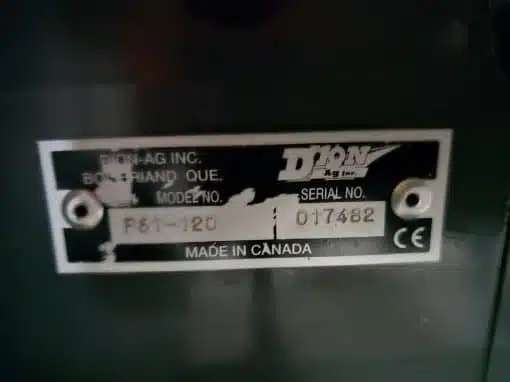 DION-AG INC.
BOISBRIAND QUE.
DION
Ag Inc.
MODEL NO.
SERIAL NO.
F61-120
017482
MADE IN CANADA
CE